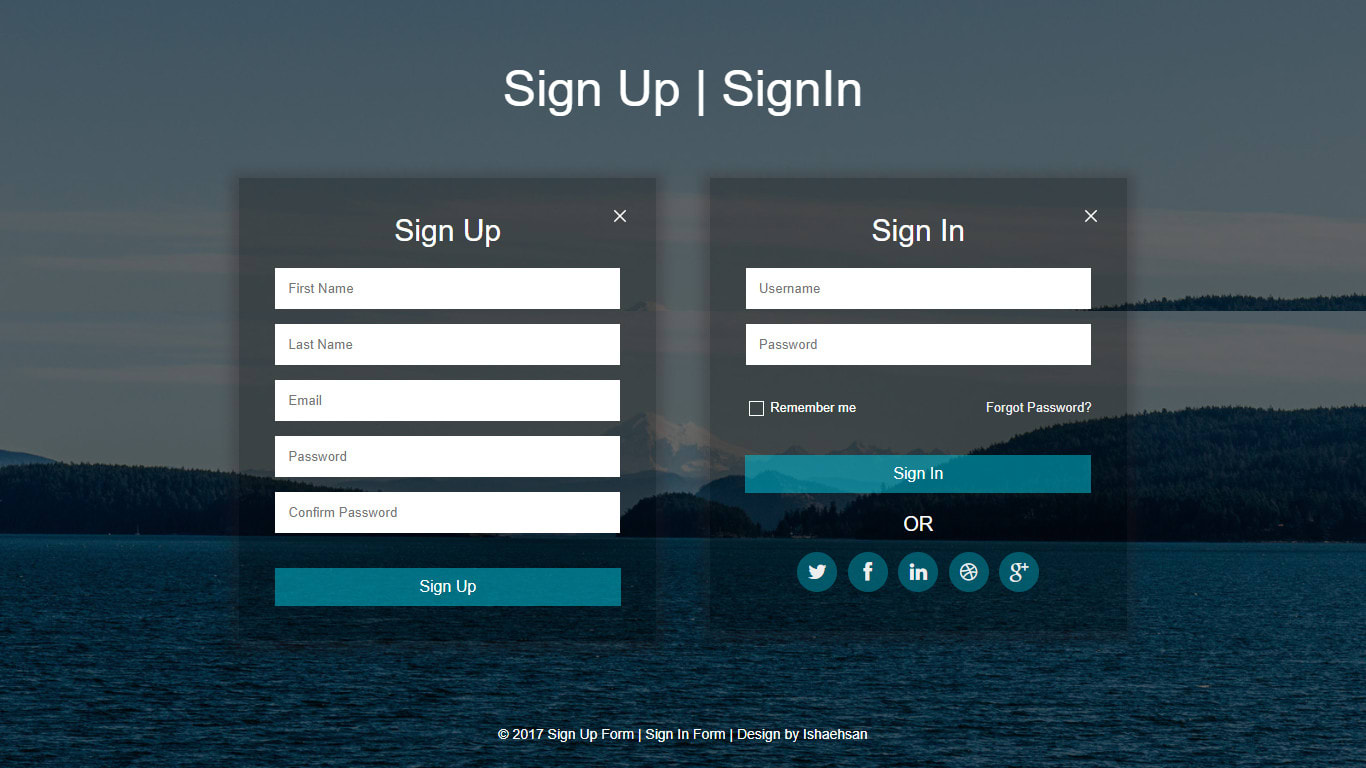 Sign Up | SignIn
Sign Up
First Name
Last Name
Email
Password
Confirm Password
Sign Up
Sign In
Username
Password
Remember me
Forgot Password?
Sign In
OR
© 2017 Sign Up Form | Sign In Form | Design by Ishaehsan